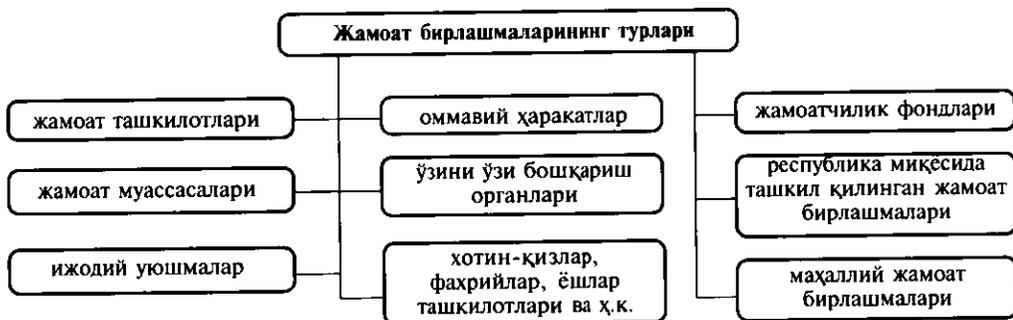 Жамоат бирлашмаларининг турлари
жамоат ташкилотлари
жамоат муассасалари
ижодий уюшмалар
оммавий ҳаракатлар
ўзини ўзи бошқариш
органлари
хотин-қизлар,
фахрийлар, ёшлар
ташкилотлари ва ҳ.к.
жамоатчилик фондлари
республика миқёсида
ташкил қилинган жамоат
бирлашмалари
маҳаллий жамоат
бирлашмалари